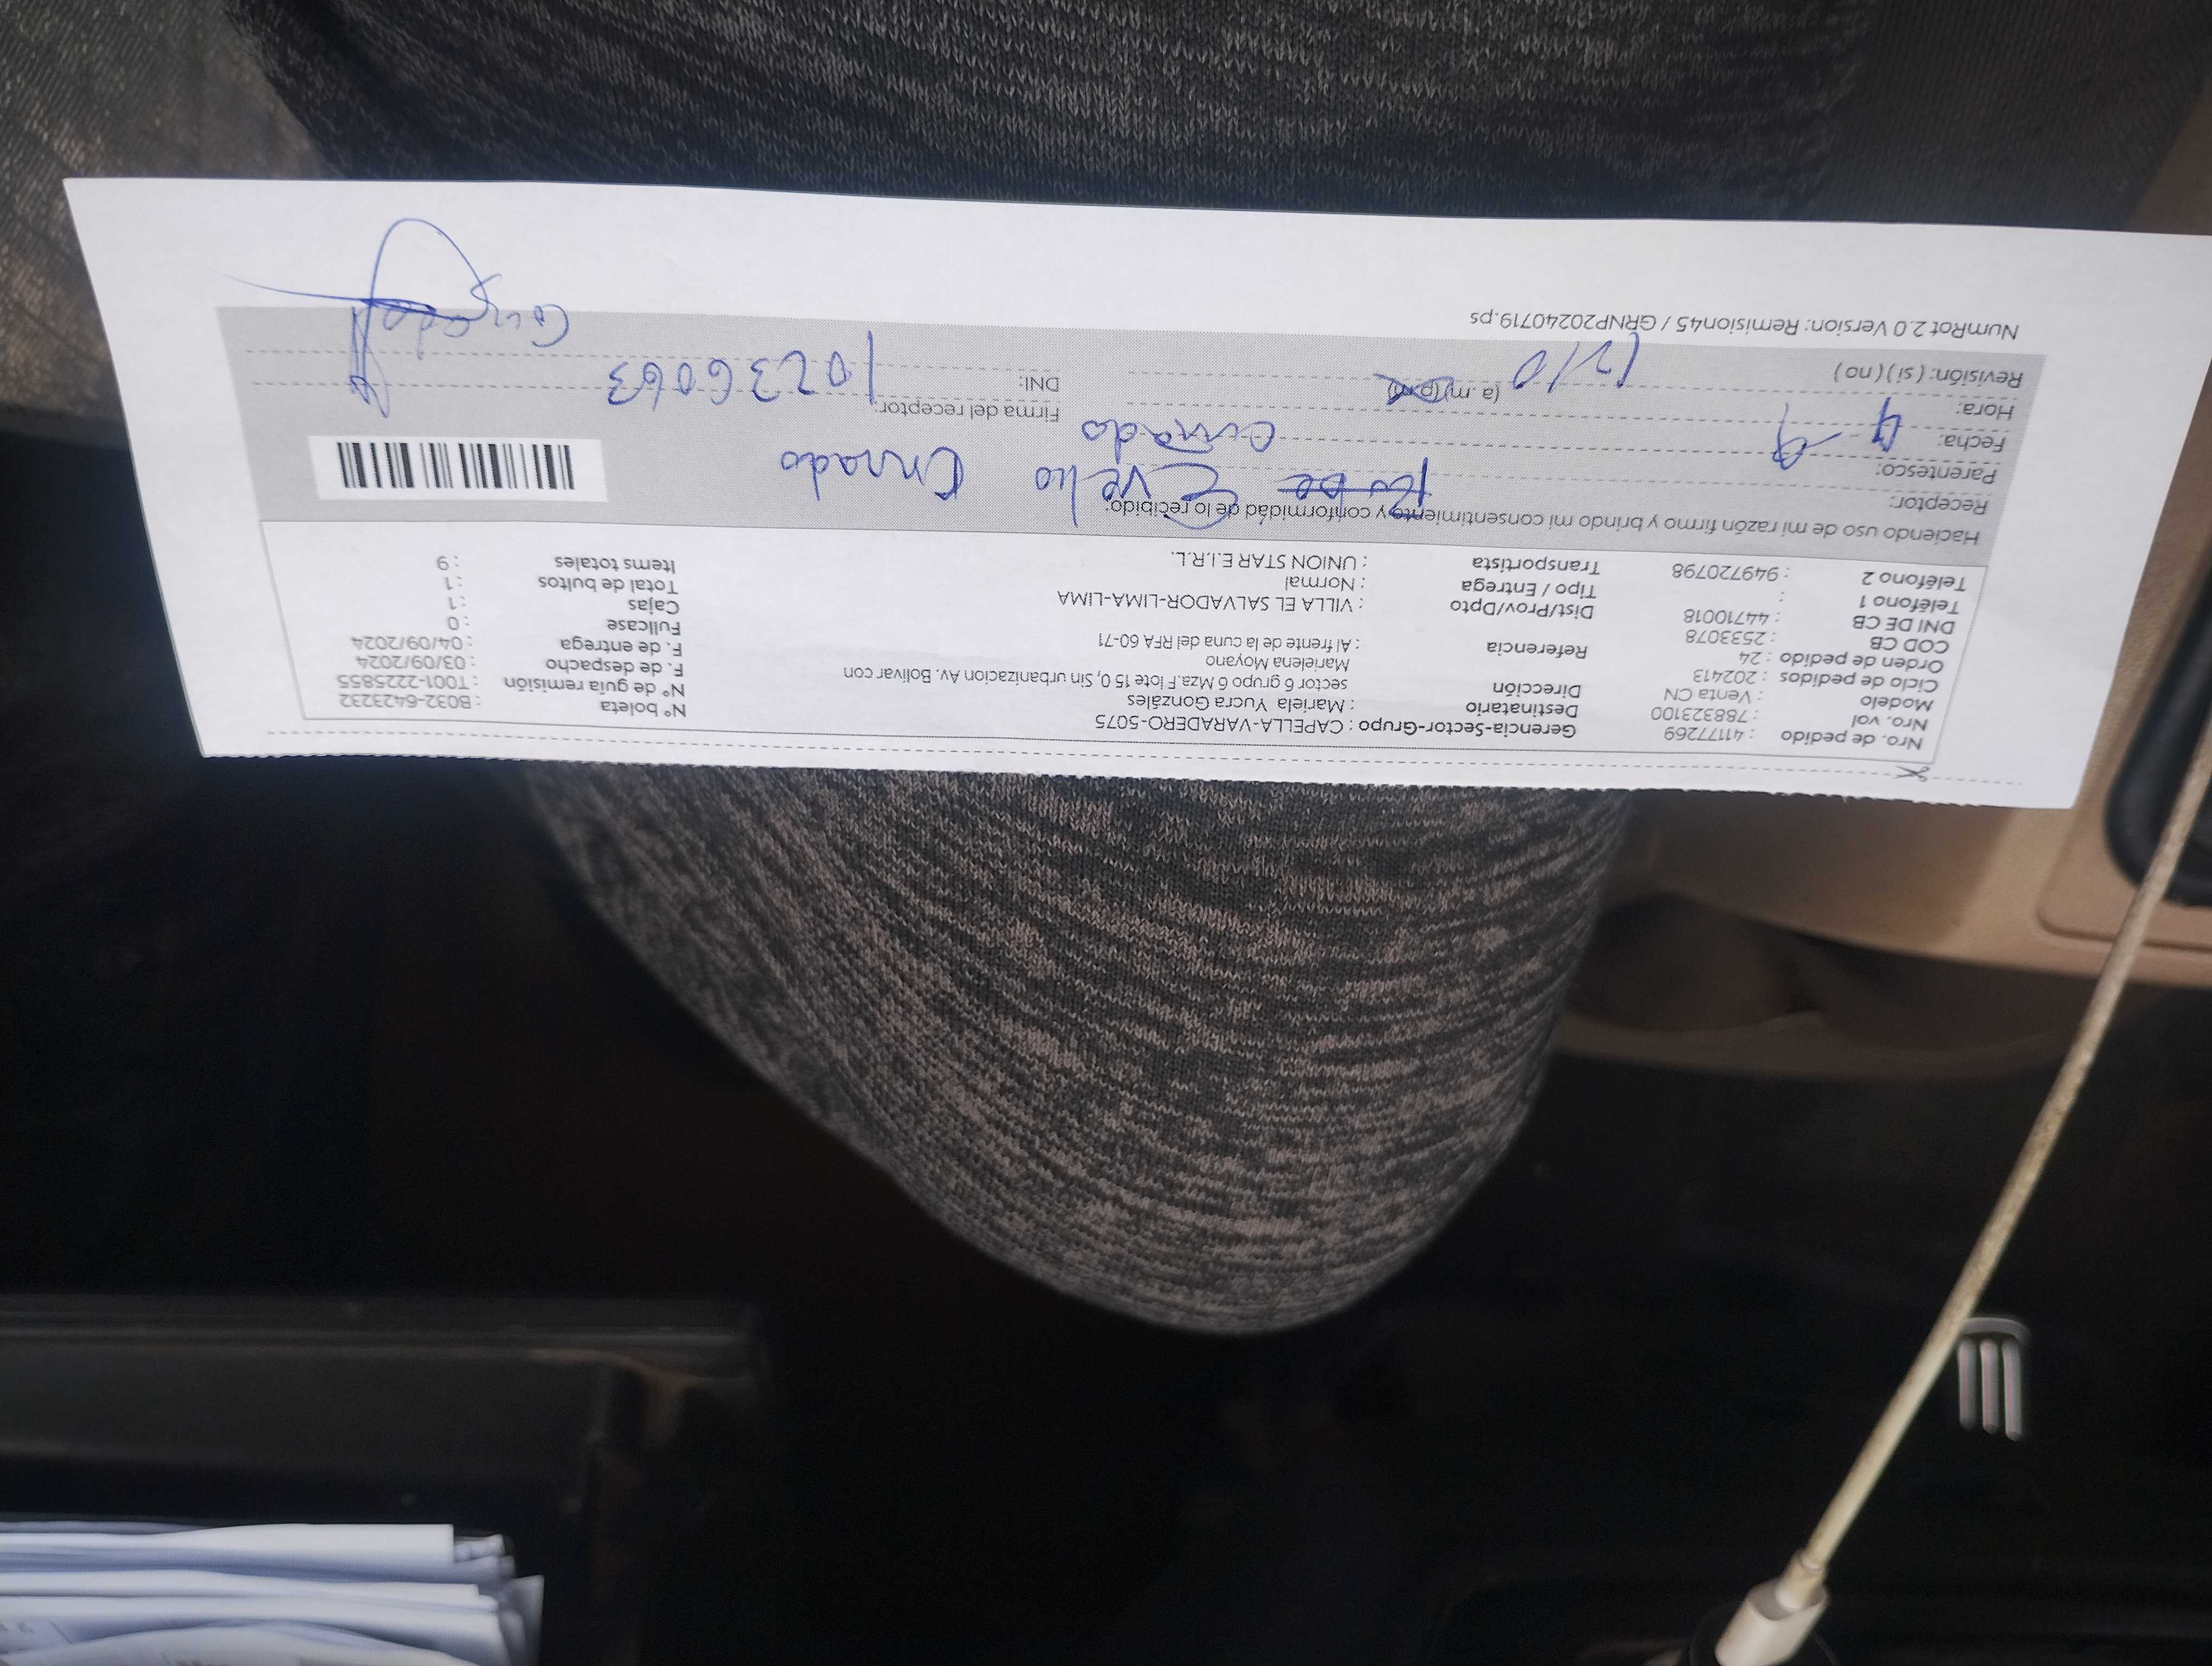 Nro. de pedido : 41177269
Nro. vol : 788323100
Modelo : Venta CN
Ciclo de pedidos : 202413
Orden de pedido : 24
COD CB : 2533078
DNI DE CB : 44710018
Teléfono 1 :
Teléfono 2 : 949720798
Gerencia-Sector-Grupo : CAPELLA-VARADERO-5075
Destinatario : Mariela Yucra Gonzáles
Dirección sector 6 grupo 6 Mza.F lote 15 0, Sin urbanizacion Av. Bolivar con
Marielena Moyano
Referencia : Al frente de la cuna del RFA 60-71
Dist/Prov/Dpto : VILLA EL SALVADOR-LIMA-LIMA
Tipo / Entrega : Normal
Transportista : UNION STAR E.I.R.L.
N° boleta : B032-6423232
N° de guía remisión : T001-2225855
F. de despacho : 03/09/2024
F. de entrega : 04/09/2024
Fullcase : 0
Cajas : 1
Total de bultos : 1
Items totales : 9
Haciendo uso de mi razón firmo y brindo mi consentimiento y conformidad de lo recibido:
Receptor: Evelio
Parentesco: Cuñado
Fecha: 4 - 9
Hora: 1210 (a .m)(p.m)
Revisión: ( si ) ( no )
Firma del receptor:
DNI: 10236063
NumRot 2.0 Version: Remision45 / GRNP20240719.ps